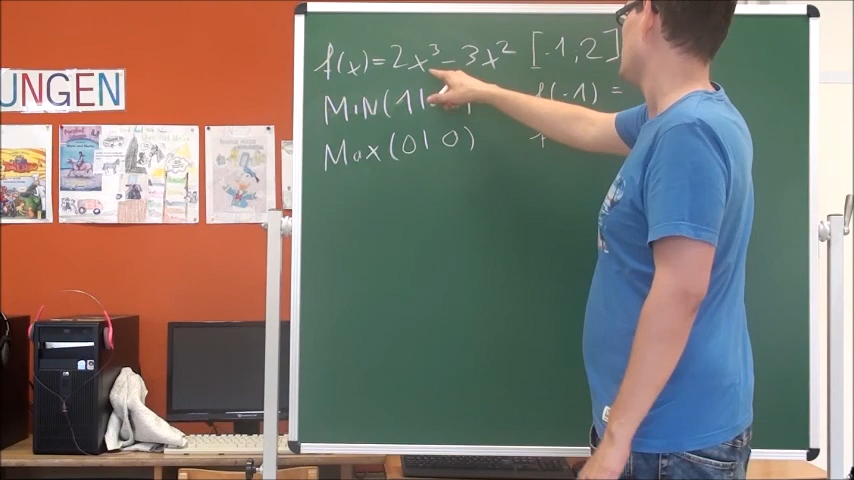 UNGEN
f(x)=2x³-3x² [-1,2]
MIN(1| f(-1)=
Max(0|0)